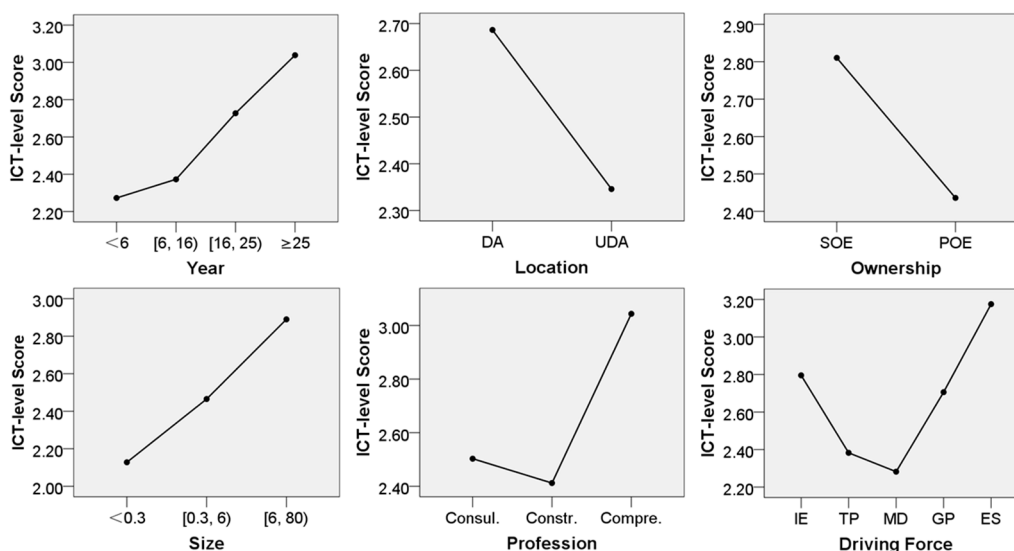 ICT-level Score
3.20
3.00
2.80
2.60
2.40
2.20
<6 [6, 16) [16, 25) ≥25
Year
ICT-level Score
2.70
2.60
2.50
2.40
2.30
DA UDA
Location
ICT-level Score
2.90
2.80
2.70
2.60
2.50
2.40
SOE POE
Ownership
ICT-level Score
3.00
2.80
2.60
2.40
2.20
2.00
<0.3 [0.3, 6) [6, 80)
Size
ICT-level Score
3.00
2.80
2.60
2.40
Consul. Constr. Compre.
Profession
ICT-level Score
3.20
3.00
2.80
2.60
2.40
2.20
IE TP MD GP ES
Driving Force